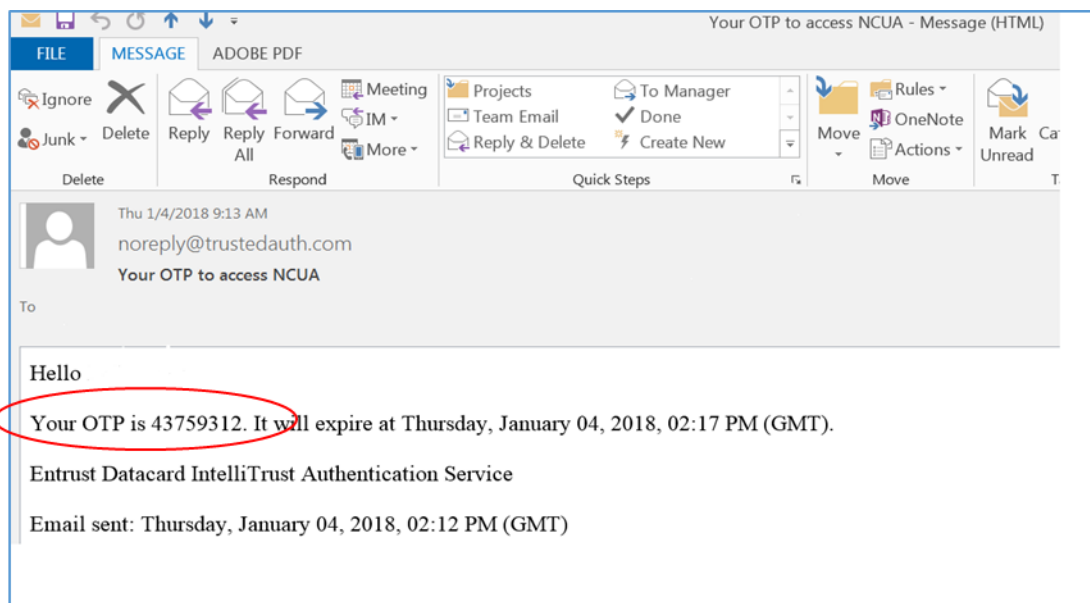 Your OTP to access NCUA - Message (HTML)
FILE MESSAGE ADOBE PDF
Ignore
Junk
Delete
Reply
Reply All
Forward
Meeting
IM
More
Projects
Team Email
Reply & Delete
To Manager
Done
Create New
Move
Rules
OneNote
Actions
Mark Unread
Delete Respond Quick Steps Move
Thu 1/4/2018 9:13 AM
noreply@trustedauth.com
Your OTP to access NCUA
To
Hello
Your OTP is 43759312. It will expire at Thursday, January 04, 2018, 02:17 PM (GMT).
Entrust Datacard IntelliTrust Authentication Service
Email sent: Thursday, January 04, 2018, 02:12 PM (GMT)